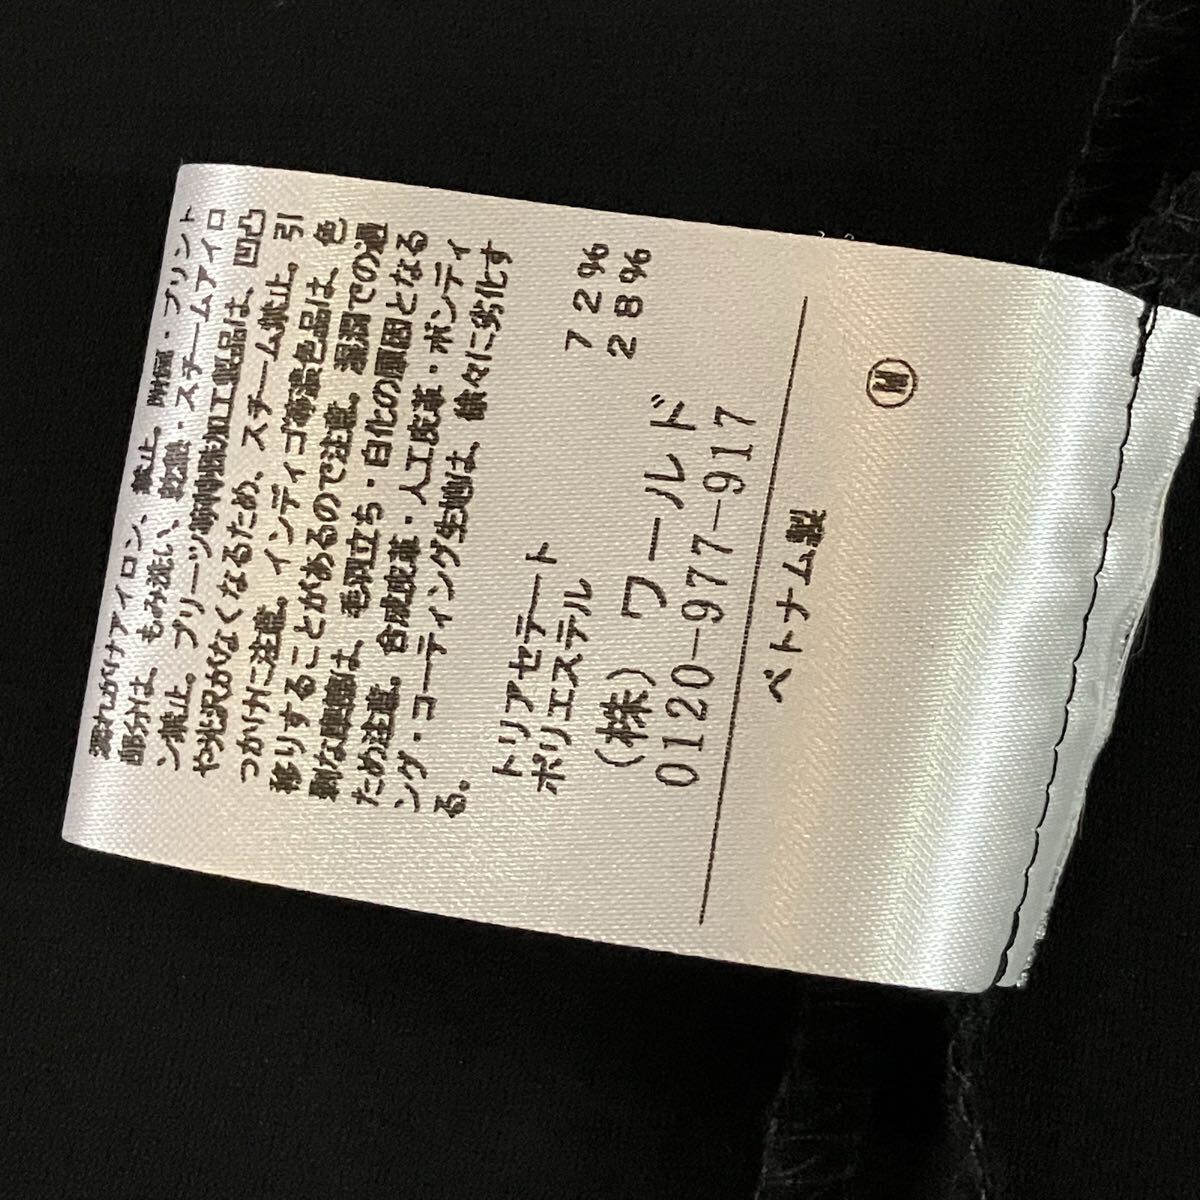 濡れがけアイロン、禁止。附属・プリント
部分は、もみ洗い、乾燥・スチームアイロ
ン禁止。プリーツ等特殊加工製品は、凹凸
や光沢がなくなるため、スチーム禁止。引
っかけに注意。インディゴ等濃色品は、色
移りすることがあるので注意。湿潤での過
剰な摩擦は、毛羽立ち・白化の原因となる
ため注意。合成皮革・人工皮革・ボンディ
ング・コーティング生地は、徐々に劣化す
る。
トリアセテート 72%
ポリエステル 28%
(株)ワールド
0120-977-917
ベトナム製
M